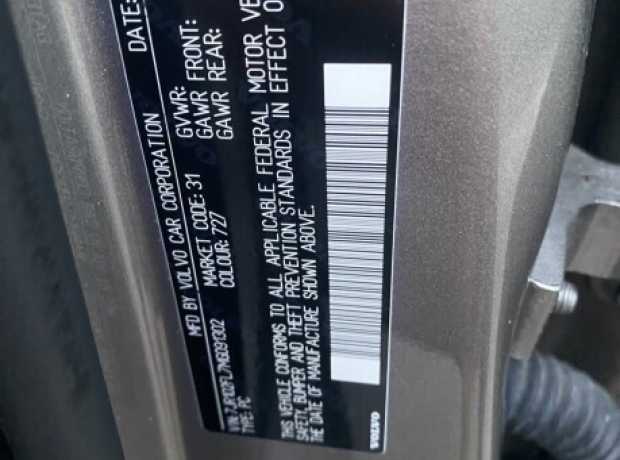 MFD BY VOLVO CAR CORPORATION
DATE:
GVWR:
GAWR FRONT:
GAWR REAR:
MARKET CODE: 31
COLOUR: 727
VIN: 7JR102FL7NG091302
TYPE: PC
THIS VEHICLE CONFORMS TO ALL APPLICABLE FEDERAL MOTOR VE
SAFETY, BUMPER AND THEFT PREVENTION STANDARDS IN EFFECT O
THE DATE OF MANUFACTURE SHOWN ABOVE.
VOLVO